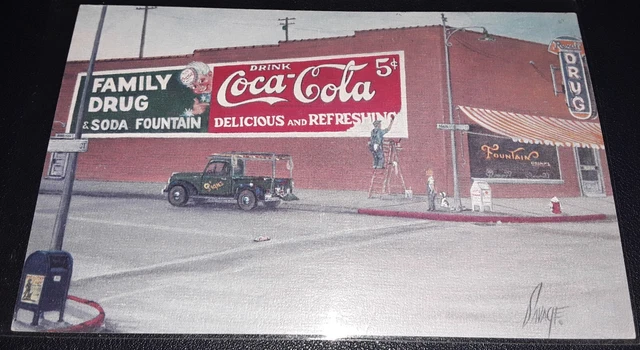 FAMILY
DRUG
& SODA FOUNTAIN
DRINK
Coca-Cola 5¢
DELICIOUS AND REFRESHING
DRUG
FOUNTAIN
SAVAGE